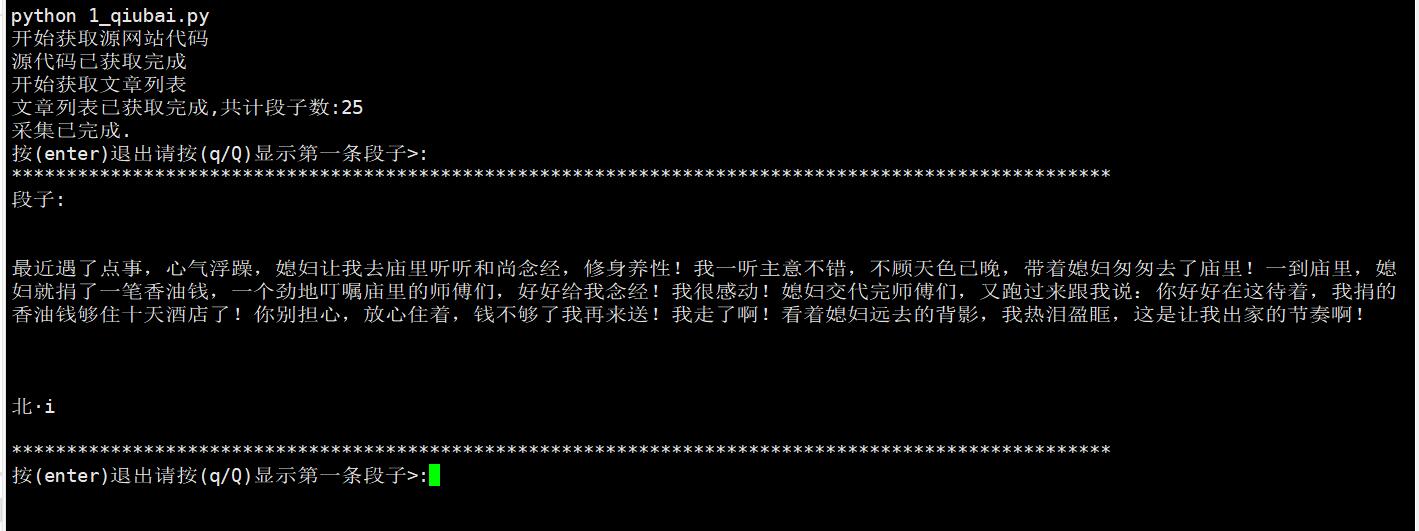 python 1_qiubai.py
开始获取源网站代码
源代码已获取完成
开始获取文章列表
文章列表已获取完成,共计段子数:25
采集已完成.
按(enter)退出请按(q/Q)显示第一条段子>:
****************************************************************************************************
段子:
最近遇了点事，心气浮躁，媳妇让我去庙里听听和尚念经，修身养性！我一听主意不错，不顾天色已晚，带着媳妇匆匆去了庙里！一到庙里，媳
妇就捐了一笔香油钱，一个劲地叮嘱庙里的师傅们，好好给我念经！我很感动！媳妇交代完师傅们，又跑过来跟我说：你好好在这待着，我捐的
香油钱够住十天酒店了！你别担心，放心住着，钱不够了我再来送！我走了啊！看着媳妇远去的背影，我热泪盈眶，这是让我出家的节奏啊！
北·i
****************************************************************************************************
按(enter)退出请按(q/Q)显示第一条段子>: